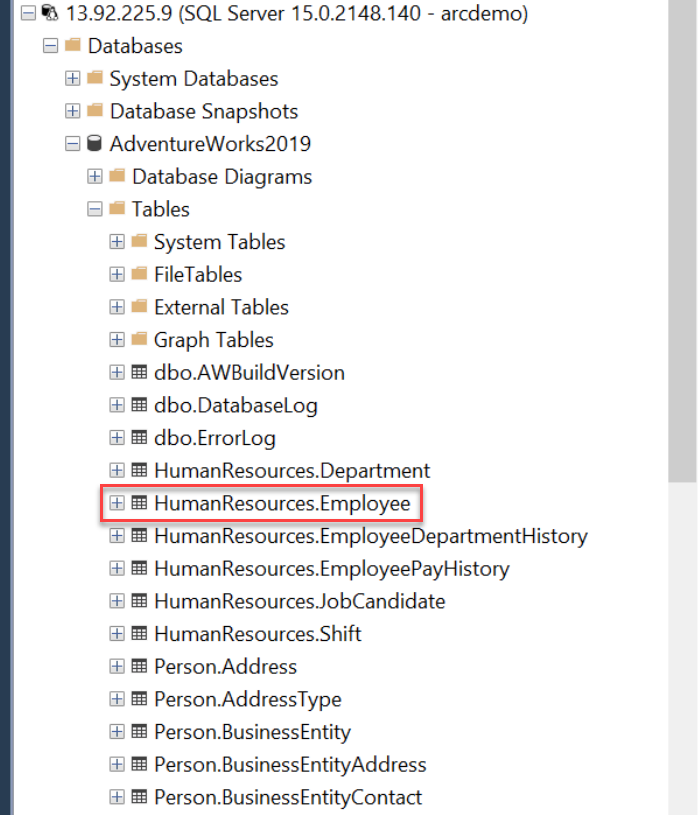 13.92.225.9 (SQL Server 15.0.2148.140 - arcdemo)
Databases
System Databases
Database Snapshots
AdventureWorks2019
Database Diagrams
Tables
System Tables
FileTables
External Tables
Graph Tables
dbo.AWBuildVersion
dbo.DatabaseLog
dbo.ErrorLog
HumanResources.Department
HumanResources.Employee
HumanResources.EmployeeDepartmentHistory
HumanResources.EmployeePayHistory
HumanResources.JobCandidate
HumanResources.Shift
Person.Address
Person.AddressType
Person.BusinessEntity
Person.BusinessEntityAddress
Person.BusinessEntityContact